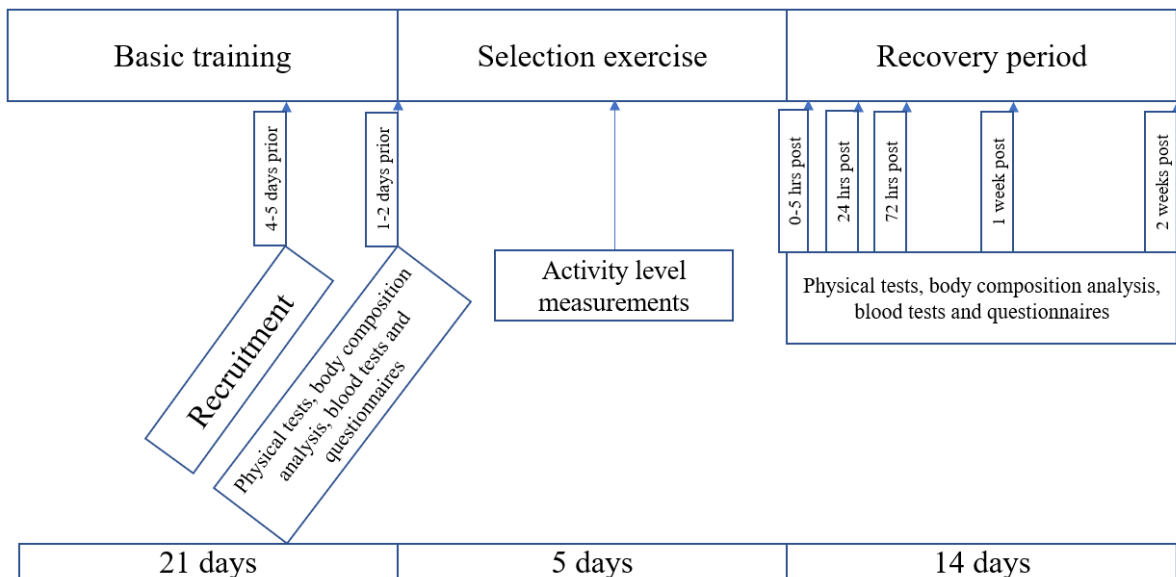 Basic training
Selection exercise
Recovery period
4-5 days prior
1-2 days prior
0-5 hrs post
24 hrs post
72 hrs post
1 week post
2 weeks post
Recruitment
Physical tests, body composition
analysis, blood tests and
questionnaires
Activity level
measurements
Physical tests, body composition analysis,
blood tests and questionnaires
21 days
5 days
14 days